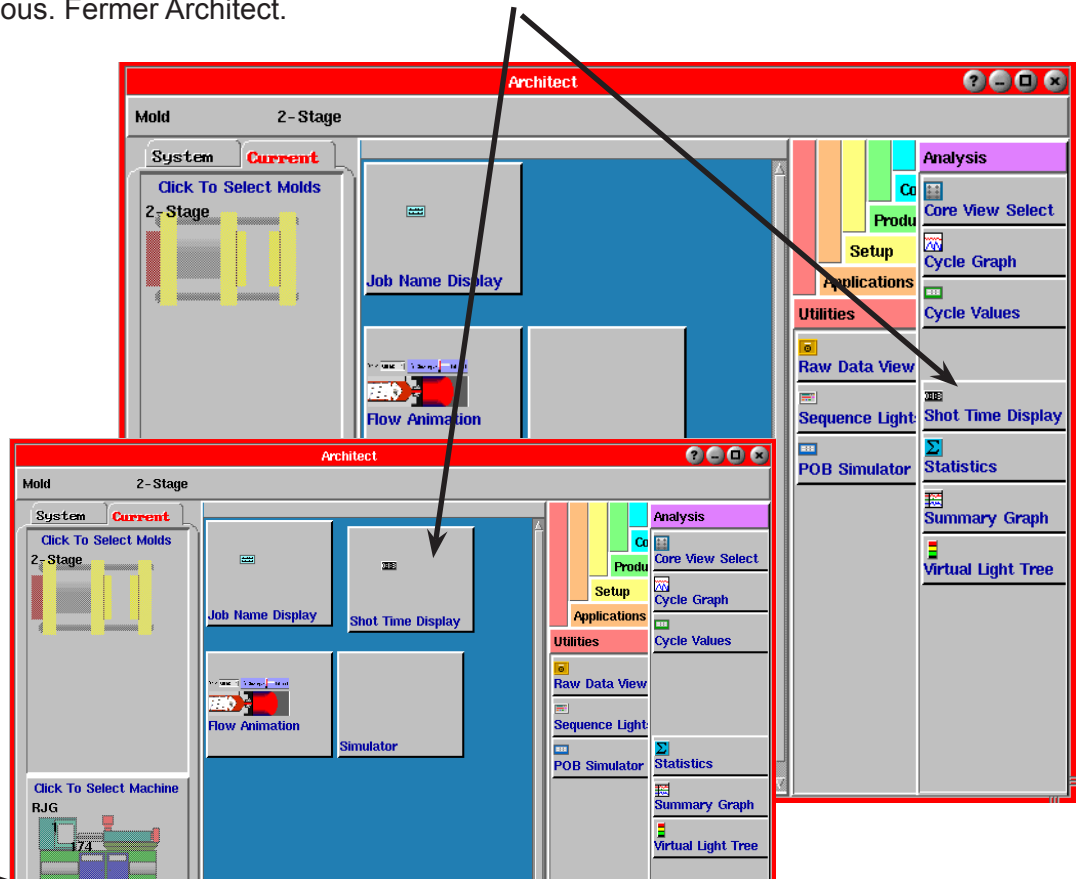 ous. Fermer Architect.
Architect
Mold 2-Stage
System Current
Click To Select Molds
2-Stage
Job Name Display
Flow Animation
Co
Produ
Setup
Applications
Utilities
Raw Data View
Sequence Light
POB Simulator
Analysis
Core View Select
Cycle Graph
Cycle Values
Shot Time Display
Statistics
Summary Graph
Virtual Light Tree
Architect
Mold 2-Stage
System Current
Click To Select Molds
2-Stage
Click To Select Machine
RJG
1
174
Job Name Display
Shot Time Display
Flow Animation
Simulator
Co
Produ
Setup
Applications
Utilities
Raw Data View
Sequence Light
POB Simulator
Analysis
Core View Select
Cycle Graph
Cycle Values
Statistics
Summary Graph
Virtual Light Tree